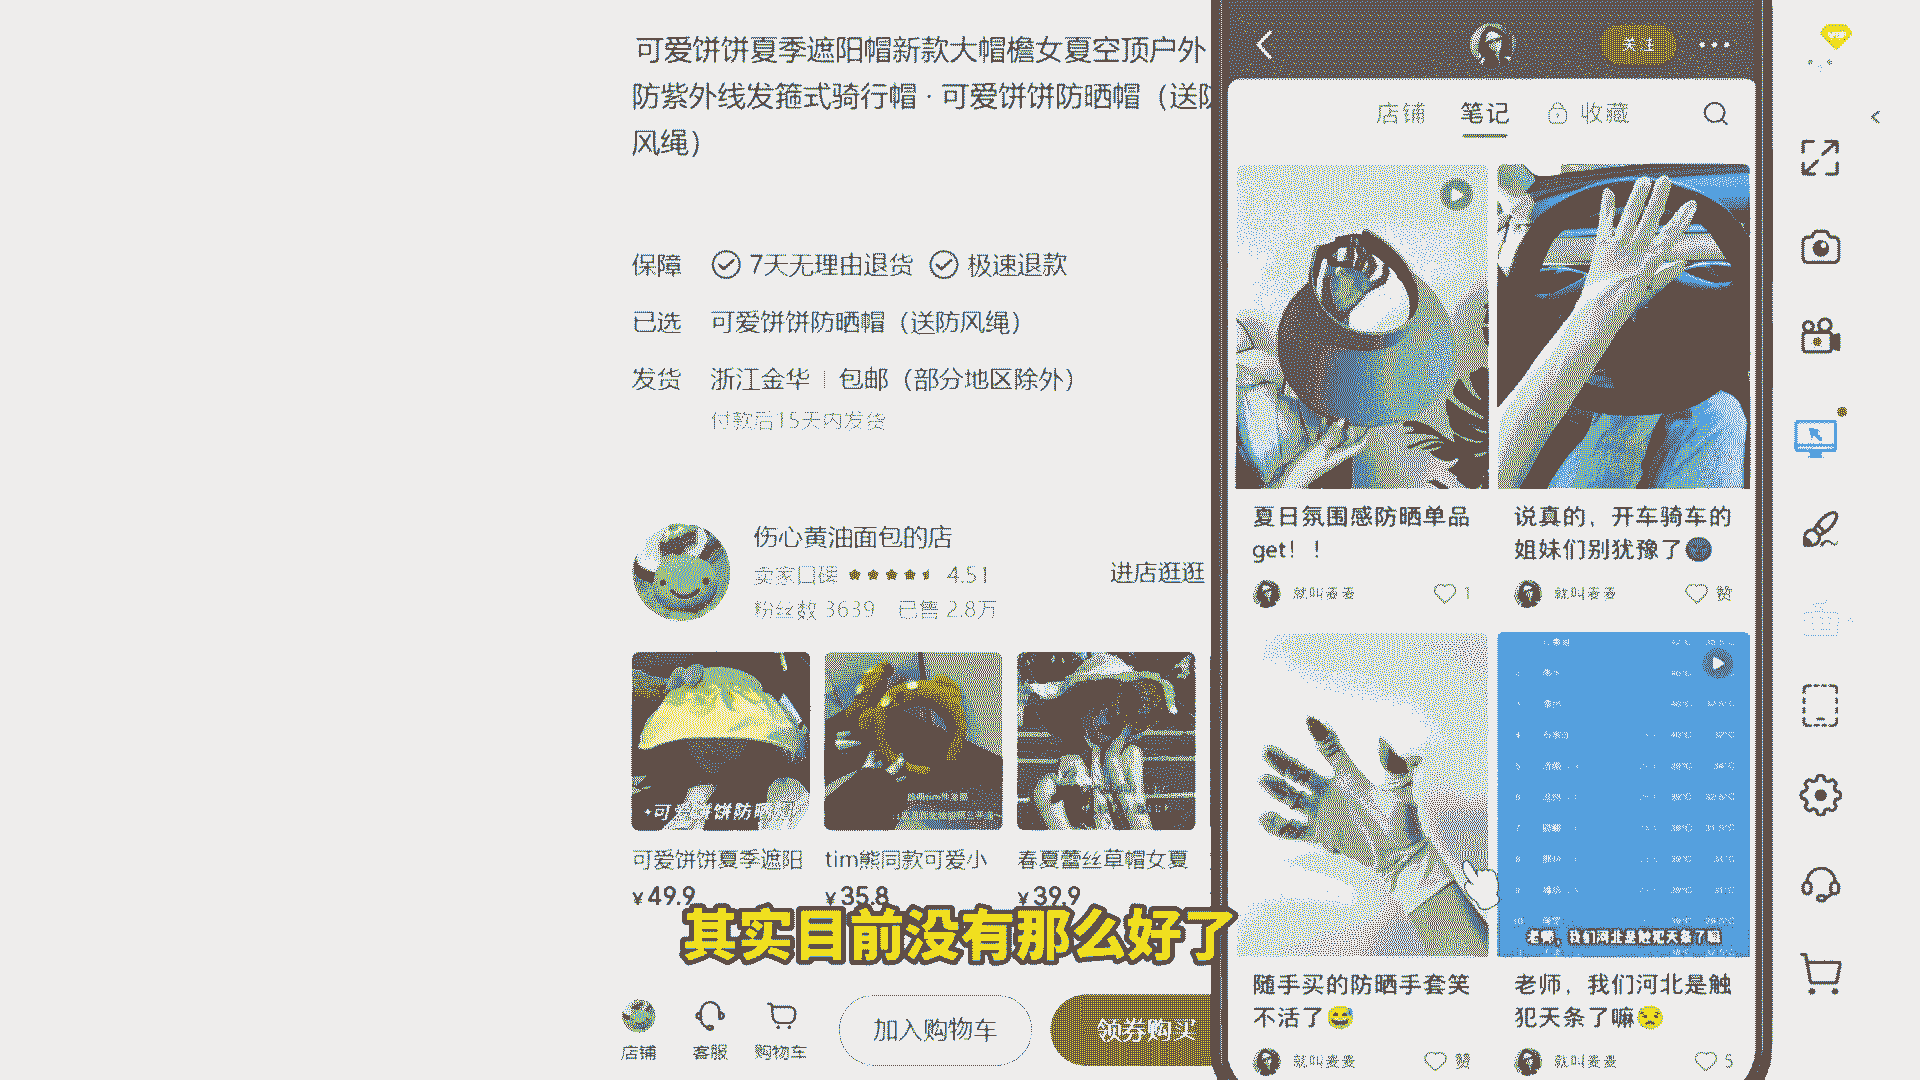 可爱饼饼夏季遮阳帽新款大帽檐女夏空顶户外
防紫外线发箍式骑行帽·可爱饼饼防晒帽（送防
风绳）
保障 7天无理由退货 极速退款
已选 可爱饼饼防晒帽（送防风绳）
发货 浙江金华 | 包邮（部分地区除外）
付款后15天内发货
伤心黄油面包的店
卖家口碑 4.51
粉丝数 3639 已售 2.8万
进店逛逛
可爱饼饼防晒
可爱饼饼夏季遮阳
tim熊同款可爱小
春夏蕾丝草帽女夏
¥49.9
¥35.8
¥39.9
其实目前没有那么好了
店铺
客服
购物车
加入购物车
领券购买
关注
店铺 笔记 收藏
夏日氛围感防晒单品
get！！
就叫麦麦 1
说真的，开车骑车的
姐妹们别犹豫了
就叫麦麦 赞
老师，我们河北是触犯天条了嘛
随手买的防晒手套笑
不活了😅
就叫麦麦 赞
老师，我们河北是触
犯天条了嘛😣
就叫麦麦 5